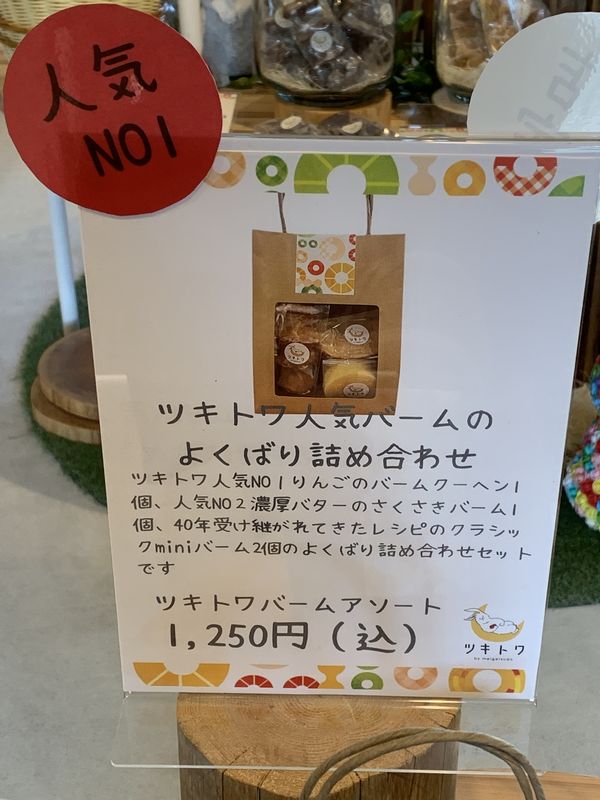 人気
NO1
ツキトワ人気バームの
よくばり詰め合わせ
ツキトワ人気NO1りんごのバームクーヘン1
個、人気NO2濃厚バターのさくさきバーム1
個、40年受け継がれてきたレシピのクラシッ
クminiバーム2個のよくばり詰め合わせセット
です
ツキトワバームアソート
1,250円(込)
ツキトワ
by meigetsudo